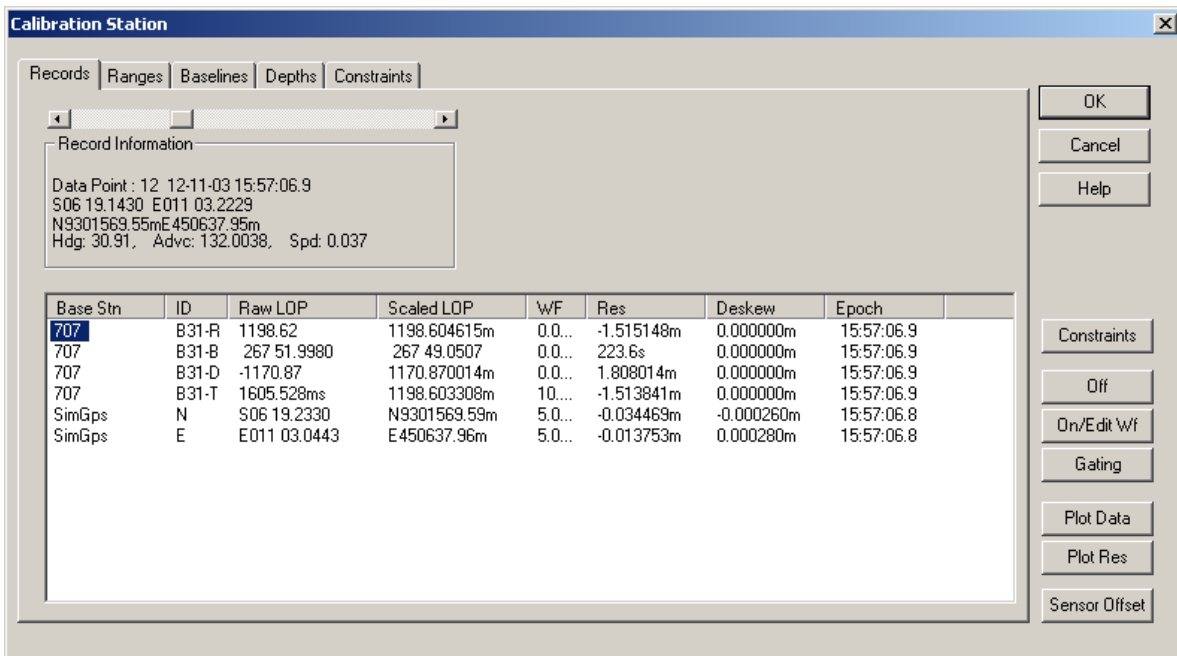 Calibration Station
Records Ranges Baselines Depths Constraints
Record Information
Data Point : 12 12-11-03 15:57:06.9
S06 19.1430 E011 03.2229
N9301569.55mE450637.95m
Hdg: 30.91, Advc: 132.0038, Spd: 0.037
Base Stn ID Raw LOP Scaled LOP WF Res Deskew Epoch
707 B31-R 1198.62 1198.604615m 0.0... -1.515148m 0.000000m 15:57:06.9
707 B31-B 267 51.9980 267 49.0507 0.0... 223.6s 0.000000m 15:57:06.9
707 B31-D -1170.87 1170.870014m 0.0... 1.808014m 0.000000m 15:57:06.9
707 B31-T 1605.528ms 1198.603308m 10.... -1.513841m 0.000000m 15:57:06.9
SimGps N S06 19.2330 N9301569.59m 5.0... -0.034469m -0.000260m 15:57:06.8
SimGps E E011 03.0443 E450637.96m 5.0... -0.013753m 0.000280m 15:57:06.8
OK
Cancel
Help
Constraints
Off
On/Edit Wf
Gating
Plot Data
Plot Res
Sensor Offset